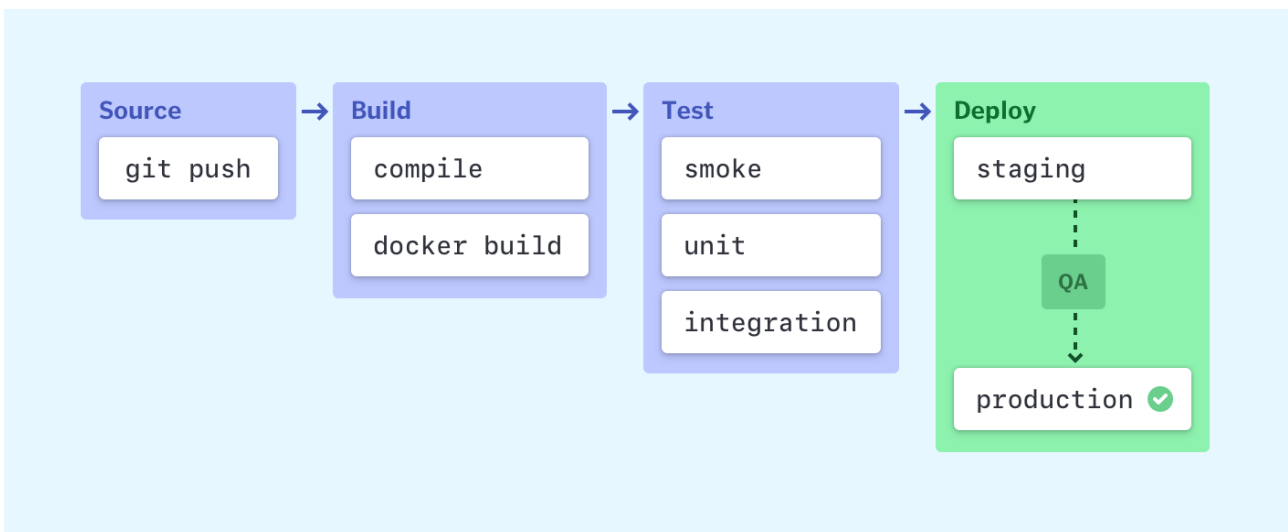 Source
git push
Build
compile
docker build
Test
smoke
unit
integration
Deploy
staging
QA
production